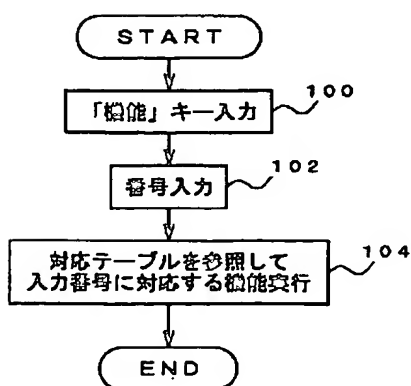 START
「機能」キー入力
100
番号入力
102
対応テーブルを参照して
入力番号に対応する機能実行
104
END